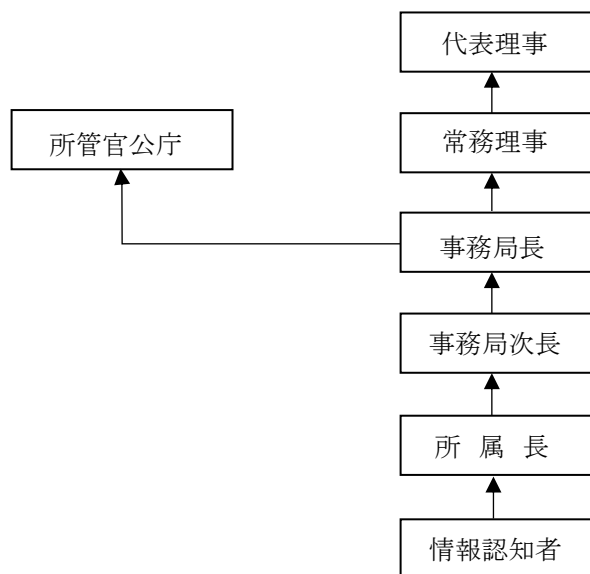 代表理事
所管官公庁
常務理事
事務局長
事務局次長
所 属 長
情報認知者